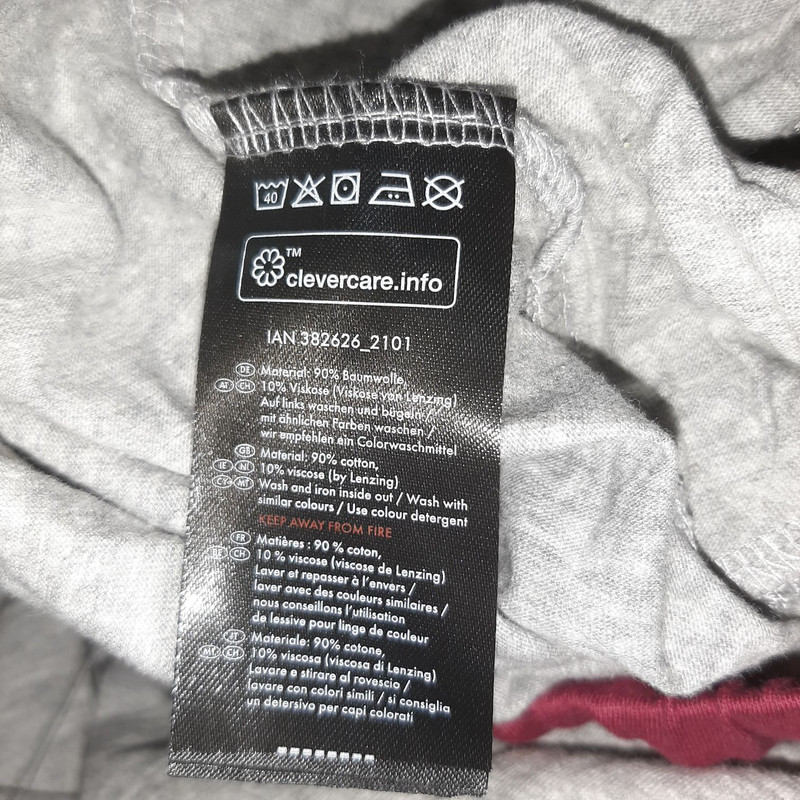 40
TM
clevercare.info
IAN 382626_2101
DE Material: 90% Baumwolle,
AT CH 10% Viskose (Viskose von Lenzing)
Auf links waschen und bügeln /
mit ähnlichen Farben waschen /
wir empfehlen ein Colorwaschmittel
GB Material: 90% cotton,
IE NI 10% viscose (by Lenzing)
CY MT Wash and iron inside out / Wash with
similar colours / Use colour detergent
KEEP AWAY FROM FIRE
FR Matières : 90 % coton,
BE CH 10 % viscose (viscose de Lenzing)
Laver et repasser à l'envers /
laver avec des couleurs similaires /
nous conseillons l'utilisation
de lessive pour linge de couleur
IT Materiale: 90% cotone,
MT CH 10% viscosa (viscosa di Lenzing)
Lavare e stirare al rovescio /
lavare con colori simili / si consiglia
un detersivo per capi colorati